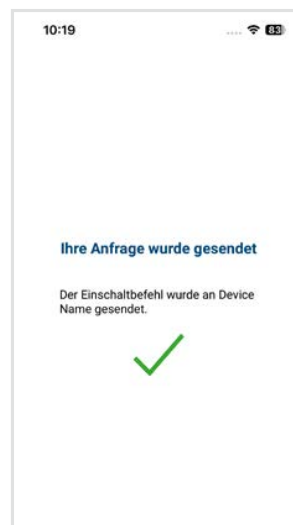 10:19
83
Ihre Anfrage wurde gesendet
Der Einschaltbefehl wurde an Device
Name gesendet.